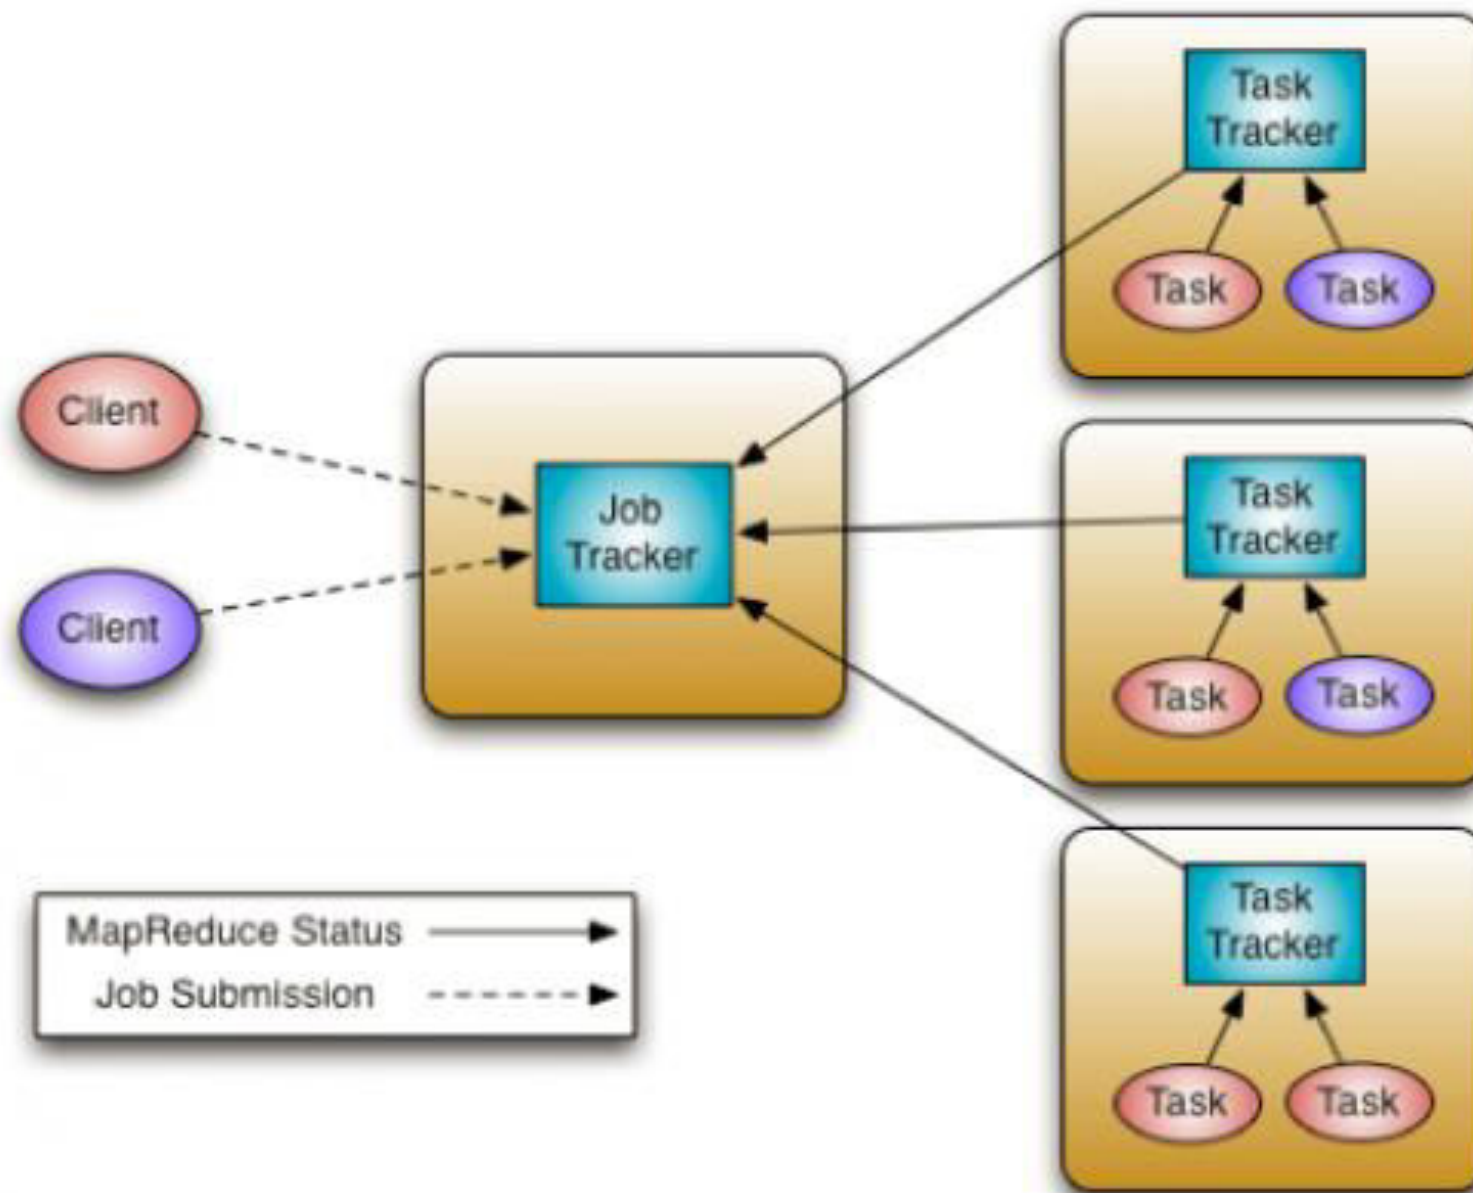 Client
Client
Job
Tracker
Task
Tracker
Task Task
Task
Tracker
Task Task
Task
Tracker
Task Task
MapReduce Status
Job Submission